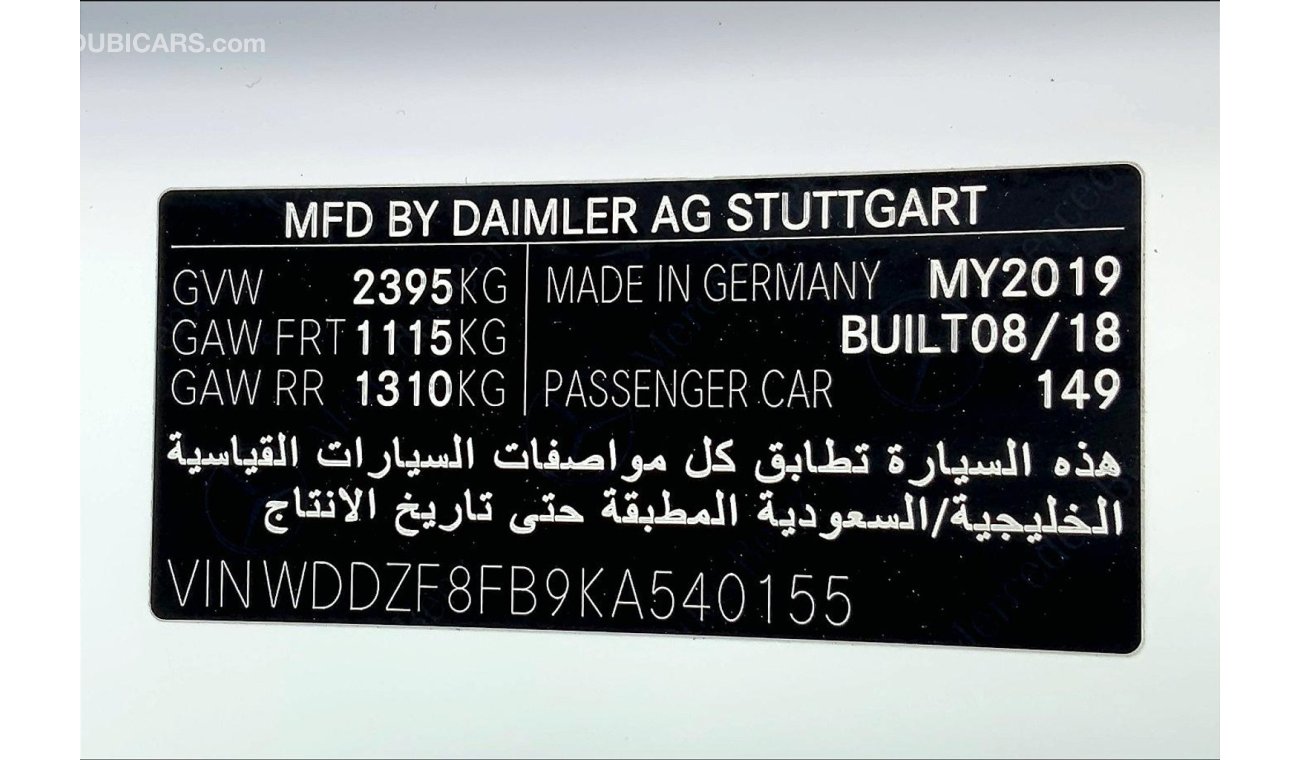 DUBICARS.com
MFD BY DAIMLER AG STUTTGART
GVW 2395KG
GAW FRT 1115KG
GAW RR 1310KG
MADE IN GERMANY MY2019
BUILT08/18
PASSENGER CAR 149
هذه السيارة تطابق كل مواصفات السيارات القياسية
الخليجية/السعودية المطبقة حتى تاريخ الانتاج
VIN WDDZF8FB9KA540155